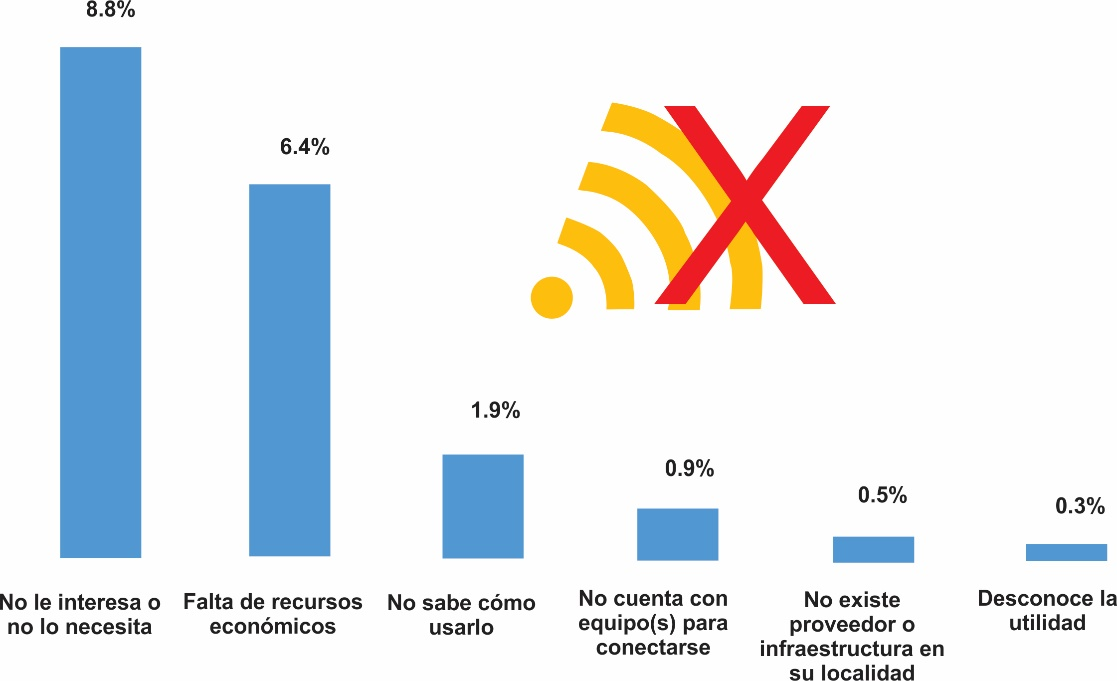 8.8%
6.4%
1.9%
0.9%
0.5%
0.3%
No le interesa o
no lo necesita
Falta de recursos
económicos
No sabe cómo
usarlo
No cuenta con
equipo(s) para
conectarse
No existe
proveedor o
infraestructura en
su localidad
Desconoce la
utilidad